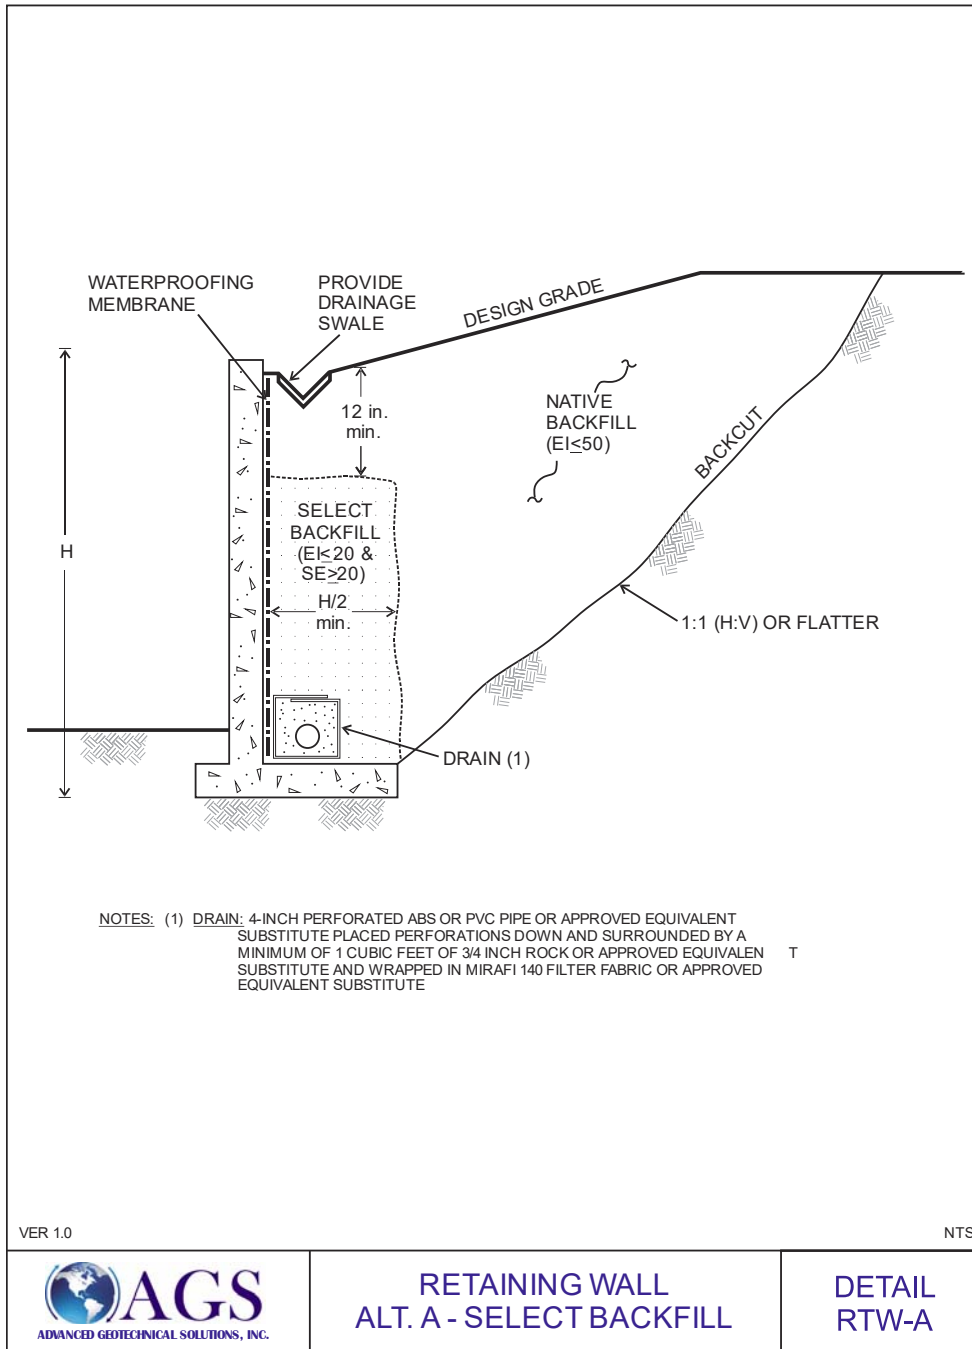 WATERPROOFING
MEMBRANE
PROVIDE
DRAINAGE
SWALE
DESIGN GRADE
12 in.
min.
NATIVE
BACKFILL
(EI≤50)
BACKCUT
H
SELECT
BACKFILL
(EI≤20 &
SE≥20)
H/2
min.
1:1 (H:V) OR FLATTER
DRAIN (1)
NOTES: (1) DRAIN: 4-INCH PERFORATED ABS OR PVC PIPE OR APPROVED EQUIVALENT
SUBSTITUTE PLACED PERFORATIONS DOWN AND SURROUNDED BY A
MINIMUM OF 1 CUBIC FEET OF 3/4 INCH ROCK OR APPROVED EQUIVALEN T
SUBSTITUTE AND WRAPPED IN MIRAFI 140 FILTER FABRIC OR APPROVED
EQUIVALENT SUBSTITUTE
VER 1.0
NTS
AGS
ADVANCED GEOTECHNICAL SOLUTIONS, INC.
RETAINING WALL
ALT. A - SELECT BACKFILL
DETAIL
RTW-A